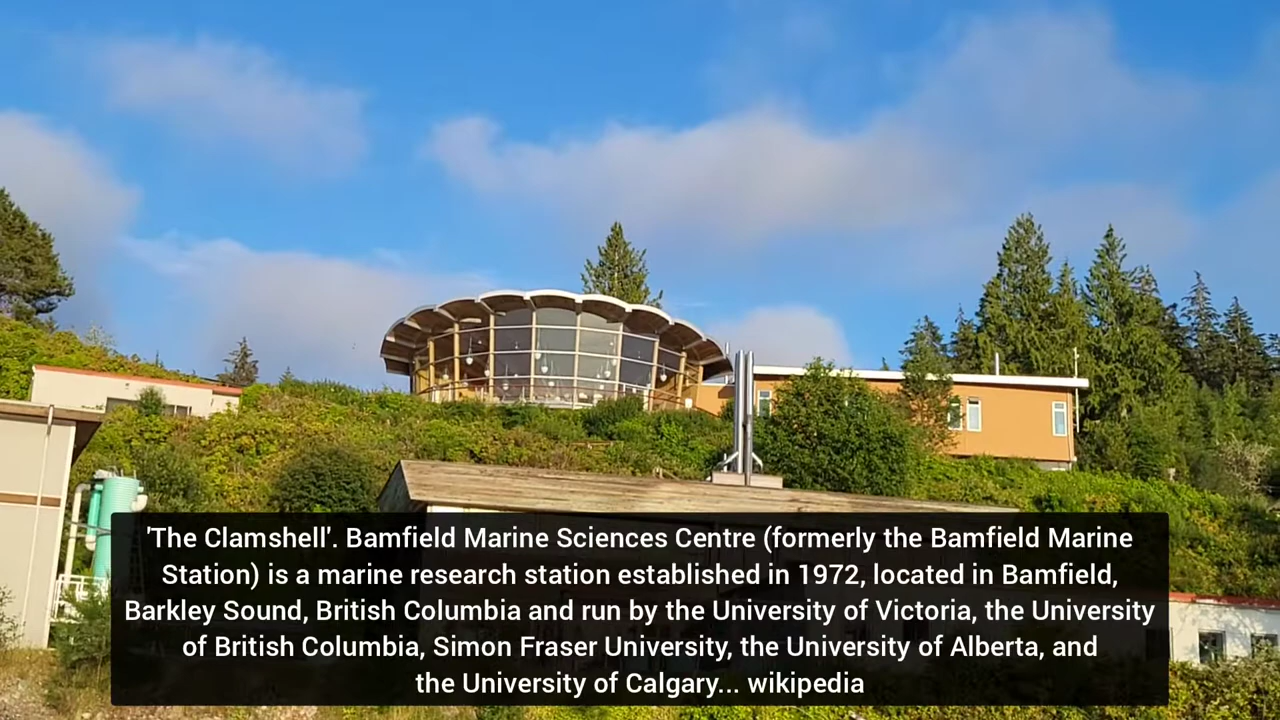 'The Clamshell'. Bamfield Marine Sciences Centre (formerly the Bamfield Marine
Station) is a marine research station established in 1972, located in Bamfield,
Barkley Sound, British Columbia and run by the University of Victoria, the University
of British Columbia, Simon Fraser University, the University of Alberta, and
the University of Calgary... wikipedia